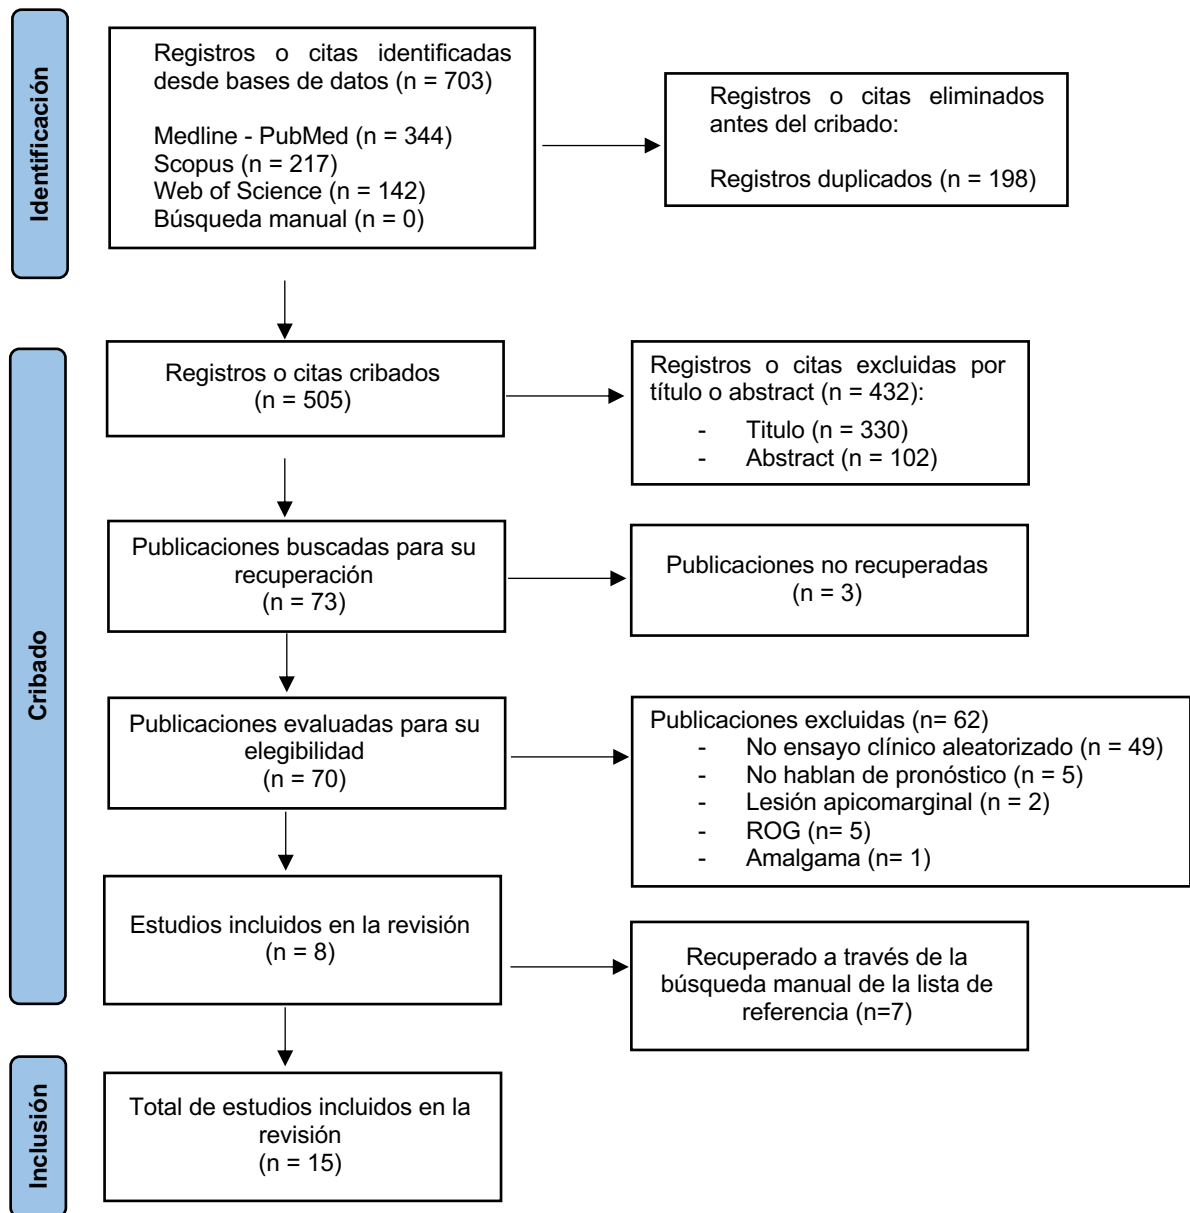 Identificación
Registros o citas identificadas
desde bases de datos (n = 703)
Medline - PubMed (n = 344)
Scopus (n = 217)
Web of Science (n = 142)
Búsqueda manual (n = 0)
Registros o citas eliminados
antes del cribado:
Registros duplicados (n = 198)
Cribado
Registros o citas cribados
(n = 505)
Registros o citas excluidas por
título o abstract (n = 432):
- Titulo (n = 330)
- Abstract (n = 102)
Publicaciones buscadas para su
recuperación
(n = 73)
Publicaciones no recuperadas
(n = 3)
Publicaciones evaluadas para su
elegibilidad
(n = 70)
Publicaciones excluidas (n= 62)
- No ensayo clínico aleatorizado (n = 49)
- No hablan de pronóstico (n = 5)
- Lesión apicomarginal (n = 2)
- ROG (n= 5)
- Amalgama (n= 1)
Estudios incluidos en la revisión
(n = 8)
Recuperado a través de la
búsqueda manual de la lista de
referencia (n=7)
Inclusión
Total de estudios incluidos en la
revisión
(n = 15)